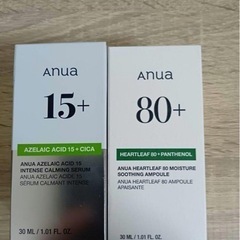 Anua
15+
AZELAIC ACID 15 + CICA
ANUA AZELAIC ACID 15
INTENSE CALMING SERUM
ANUA AZELAIC ACIDE 15
SÉRUM CALMANT INTENSE
30 ML / 1.01 FL. OZ.
Anua
80+
HEARTLEAF 80 + PANTHENOL
ANUA HEARTLEAF 80 MOISTURE
SOOTHING AMPOULE
ANUA HEARTLEAF 80 AMPOULE
APAISANTE
30 ML / 1.01 FL. OZ.